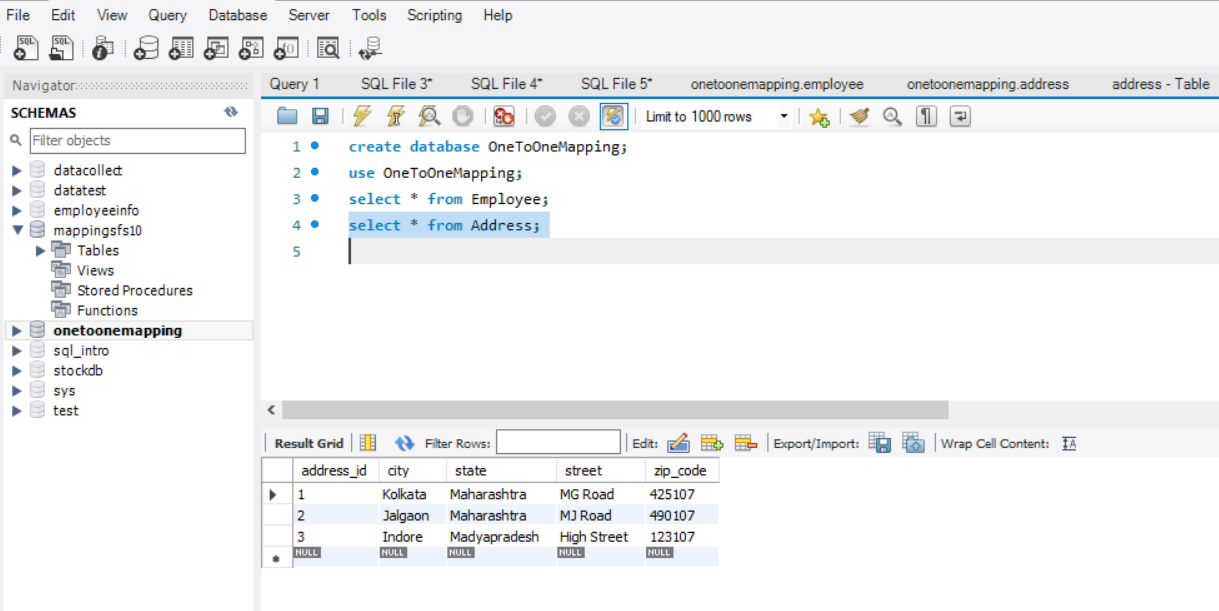 File Edit View Query Database Server Tools Scripting Help
SQL SQL
Navigator
SCHEMAS
Filter objects
datacollect
datatest
employeeinfo
mappingsfs10
Tables
Views
Stored Procedures
Functions
onetoonemapping
sql_intro
stockdb
sys
test
Query 1 SQL File 3* SQL File 4* SQL File 5* onetoonemapping.employee onetoonemapping.address address - Table
Limit to 1000 rows
1 create database OneToOneMapping;
2 use OneToOneMapping;
3 select * from Employee;
4 select * from Address;
5
Result Grid Filter Rows: Edit: Export/Import: Wrap Cell Content: IA
address_id city state street zip_code
1 Kolkata Maharashtra MG Road 425107
2 Jalgaon Maharashtra MJ Road 490107
3 Indore Madyapradesh High Street 123107
NULL NULL NULL NULL NULL